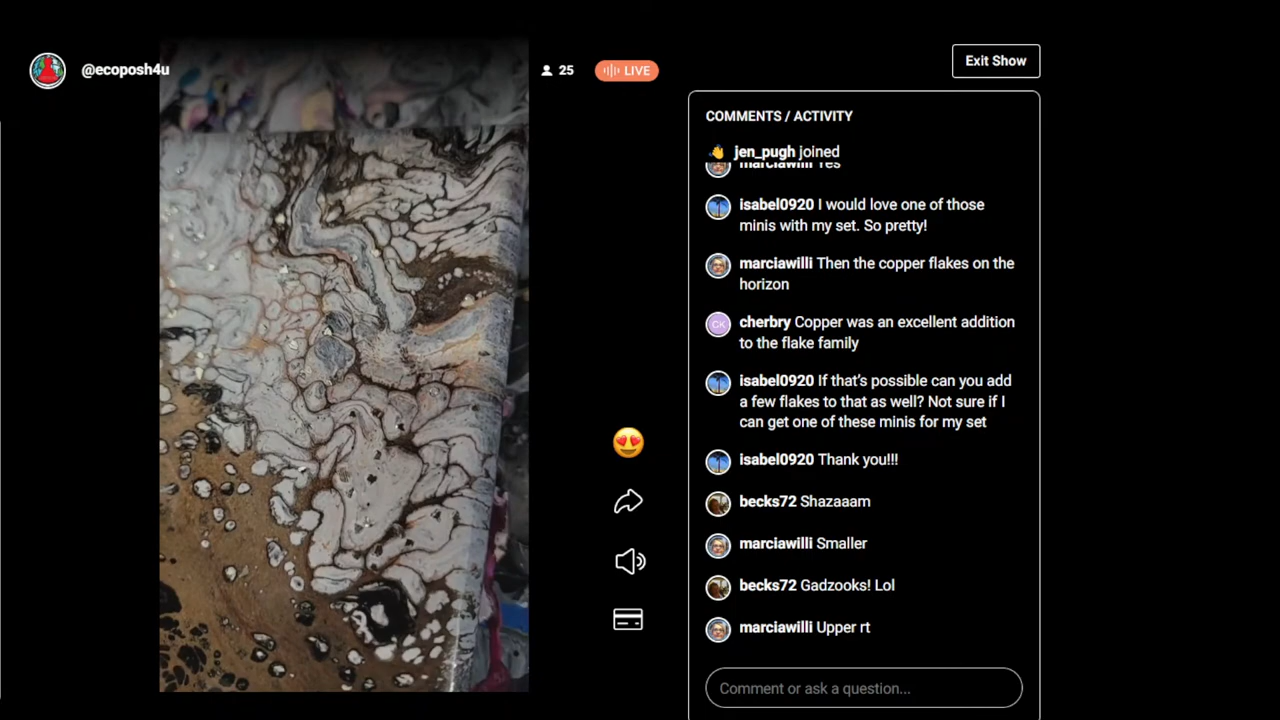 @ecoposh4u
25
LIVE
Exit Show
COMMENTS / ACTIVITY
jen_pugh joined
marciawilli Yes
isabel0920 I would love one of those
minis with my set. So pretty!
marciawilli Then the copper flakes on the
horizon
CK
cherbry Copper was an excellent addition
to the flake family
isabel0920 If that's possible can you add
a few flakes to that as well? Not sure if I
can get one of these minis for my set
isabel0920 Thank you!!!
becks72 Shazaaam
marciawilli Smaller
becks72 Gadzooks! Lol
marciawilli Upper rt
Comment or ask a question...